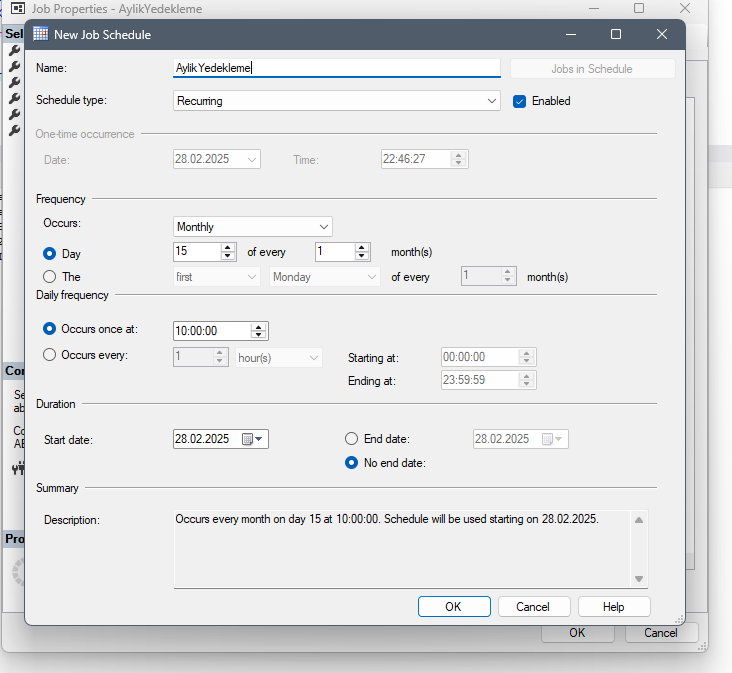 Job Properties - AylikYedekleme
Sel
New Job Schedule
Name: AylikYedekleme Jobs in Schedule
Schedule type: Recurring Enabled
One-time occurrence
Date: 28.02.2025 Time: 22:46:27
Frequency
Occurs: Monthly
Day 15 of every 1 month(s)
The first Monday of every 1 month(s)
Daily frequency
Occurs once at: 10:00:00
Occurs every: 1 hour(s) Starting at: 00:00:00
Ending at: 23:59:59
Con
Se
ab
Duration
Start date: 28.02.2025 End date: 28.02.2025
No end date:
Co
AB
Summary
Description: Occurs every month on day 15 at 10:00:00. Schedule will be used starting on 28.02.2025.
Pro
OK Cancel Help
OK Cancel